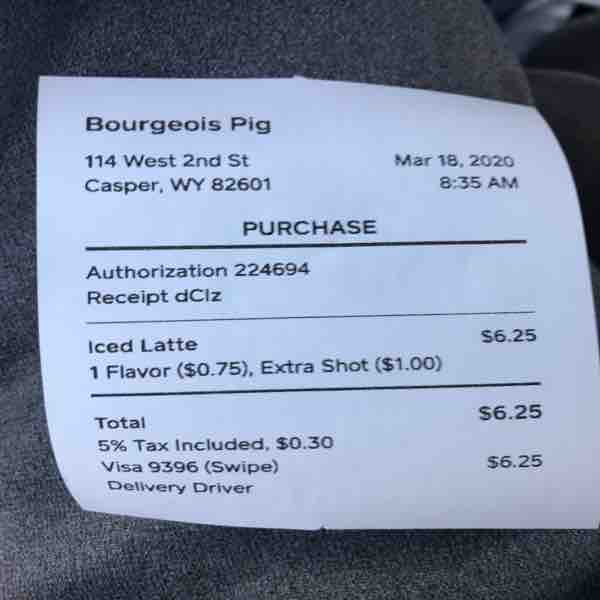 Bourgeois Pig
114 West 2nd St Mar 18, 2020
Casper, WY 82601 8:35 AM
PURCHASE
Authorization 224694
Receipt dClz
Iced Latte $6.25
1 Flavor ($0.75), Extra Shot ($1.00)
Total $6.25
5% Tax Included, $0.30
Visa 9396 (Swipe) $6.25
Delivery Driver